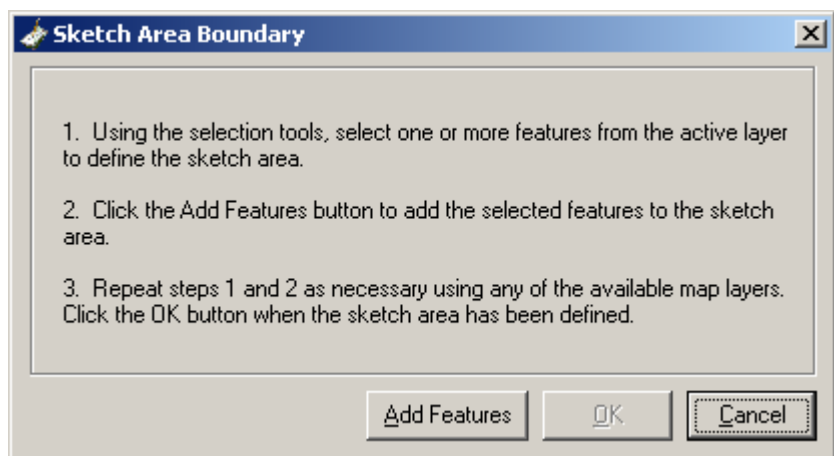 Sketch Area Boundary
1. Using the selection tools, select one or more features from the active layer
to define the sketch area.
2. Click the Add Features button to add the selected features to the sketch
area.
3. Repeat steps 1 and 2 as necessary using any of the available map layers.
Click the OK button when the sketch area has been defined.
Add Features OK Cancel